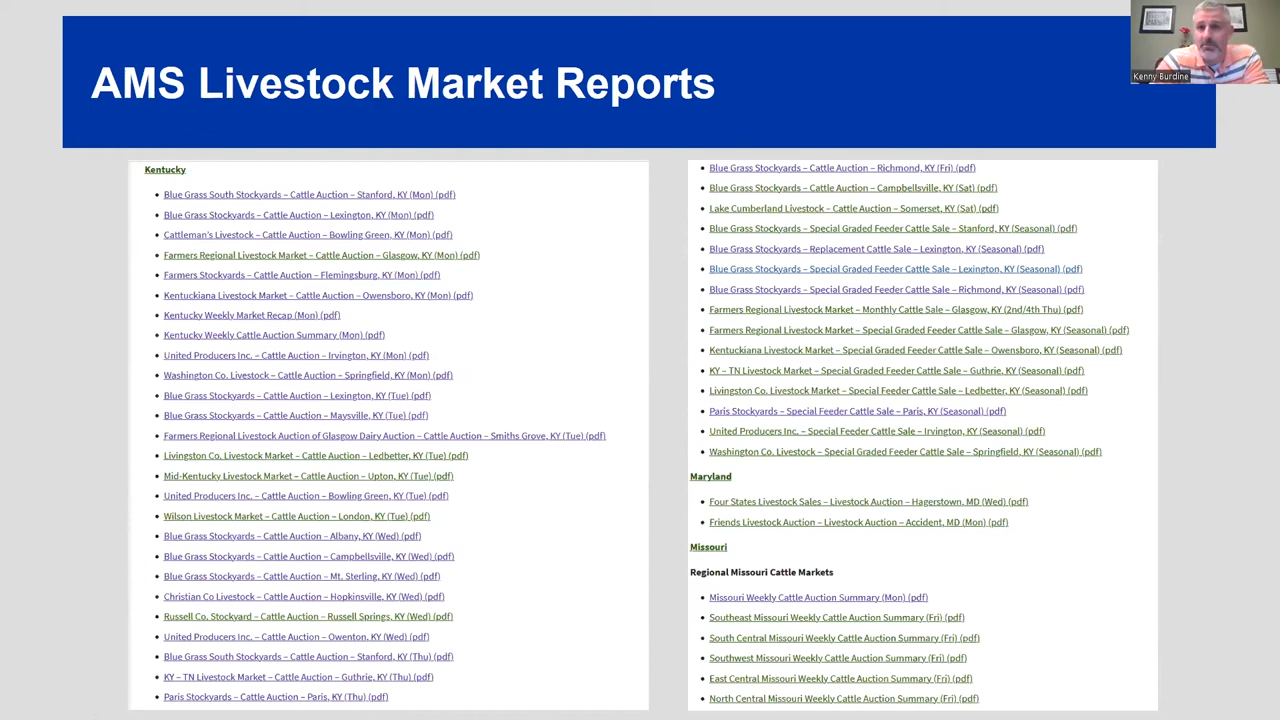 AMS Livestock Market Reports
Kenny Burdine
Kentucky
• Blue Grass South Stockyards – Cattle Auction – Stanford, KY (Mon) (pdf)
• Blue Grass Stockyards – Cattle Auction – Lexington, KY (Mon) (pdf)
• Cattleman's Livestock – Cattle Auction – Bowling Green, KY (Mon) (pdf)
• Farmers Regional Livestock Market – Cattle Auction – Glasgow, KY (Mon) (pdf)
• Farmers Stockyards – Cattle Auction – Flemingsburg, KY (Mon) (pdf)
• Kentuckiana Livestock Market – Cattle Auction – Owensboro, KY (Mon) (pdf)
• Kentucky Weekly Market Recap (Mon) (pdf)
• Kentucky Weekly Cattle Auction Summary (Mon) (pdf)
• United Producers Inc. – Cattle Auction – Irvington, KY (Mon) (pdf)
• Washington Co. Livestock – Cattle Auction – Springfield, KY (Mon) (pdf)
• Blue Grass Stockyards – Cattle Auction – Lexington, KY (Tue) (pdf)
• Blue Grass Stockyards – Cattle Auction – Maysville, KY (Tue) (pdf)
• Farmers Regional Livestock Auction of Glasgow Dairy Auction – Cattle Auction – Smiths Grove, KY (Tue) (pdf)
• Livingston Co. Livestock Market – Cattle Auction – Ledbetter, KY (Tue) (pdf)
• Mid-Kentucky Livestock Market – Cattle Auction – Upton, KY (Tue) (pdf)
• United Producers Inc. – Cattle Auction – Bowling Green, KY (Tue) (pdf)
• Wilson Livestock Market – Cattle Auction – London, KY (Tue) (pdf)
• Blue Grass Stockyards – Cattle Auction – Albany, KY (Wed) (pdf)
• Blue Grass Stockyards – Cattle Auction – Campbellsville, KY (Wed) (pdf)
• Blue Grass Stockyards – Cattle Auction – Mt. Sterling, KY (Wed) (pdf)
• Christian Co Livestock – Cattle Auction – Hopkinsville, KY (Wed) (pdf)
• Russell Co. Stockyard – Cattle Auction – Russell Springs, KY (Wed) (pdf)
• United Producers Inc. – Cattle Auction – Owenton, KY (Wed) (pdf)
• Blue Grass South Stockyards – Cattle Auction – Stanford, KY (Thu) (pdf)
• KY – TN Livestock Market – Cattle Auction – Guthrie, KY (Thu) (pdf)
• Paris Stockyards – Cattle Auction – Paris, KY (Thu) (pdf)
• Blue Grass Stockyards – Cattle Auction – Richmond, KY (Fri) (pdf)
• Blue Grass Stockyards – Cattle Auction – Campbellsville, KY (Sat) (pdf)
• Lake Cumberland Livestock – Cattle Auction – Somerset, KY (Sat) (pdf)
• Blue Grass Stockyards – Special Graded Feeder Cattle Sale – Stanford, KY (Seasonal) (pdf)
• Blue Grass Stockyards – Replacement Cattle Sale – Lexington, KY (Seasonal) (pdf)
• Blue Grass Stockyards – Special Graded Feeder Cattle Sale – Lexington, KY (Seasonal) (pdf)
• Blue Grass Stockyards – Special Graded Feeder Cattle Sale – Richmond, KY (Seasonal) (pdf)
• Farmers Regional Livestock Market – Monthly Cattle Sale – Glasgow, KY (2nd/4th Thu) (pdf)
• Farmers Regional Livestock Market – Special Graded Feeder Cattle Sale – Glasgow, KY (Seasonal) (pdf)
• Kentuckiana Livestock Market – Special Graded Feeder Cattle Sale – Owensboro, KY (Seasonal) (pdf)
• KY – TN Livestock Market – Special Graded Feeder Cattle Sale – Guthrie, KY (Seasonal) (pdf)
• Livingston Co. Livestock Market – Special Feeder Cattle Sale – Ledbetter, KY (Seasonal) (pdf)
• Paris Stockyards – Special Feeder Cattle Sale – Paris, KY (Seasonal) (pdf)
• United Producers Inc. – Special Feeder Cattle Sale – Irvington, KY (Seasonal) (pdf)
• Washington Co. Livestock – Special Graded Feeder Cattle Sale – Springfield, KY (Seasonal) (pdf)
Maryland
• Four States Livestock Sales – Livestock Auction – Hagerstown, MD (Wed) (pdf)
• Friends Livestock Auction – Livestock Auction – Accident, MD (Mon) (pdf)
Missouri
Regional Missouri Cattle Markets
• Missouri Weekly Cattle Auction Summary (Mon) (pdf)
• Southeast Missouri Weekly Cattle Auction Summary (Fri) (pdf)
• South Central Missouri Weekly Cattle Auction Summary (Fri) (pdf)
• Southwest Missouri Weekly Cattle Auction Summary (Fri) (pdf)
• East Central Missouri Weekly Cattle Auction Summary (Fri) (pdf)
• North Central Missouri Weekly Cattle Auction Summary (Fri) (pdf)